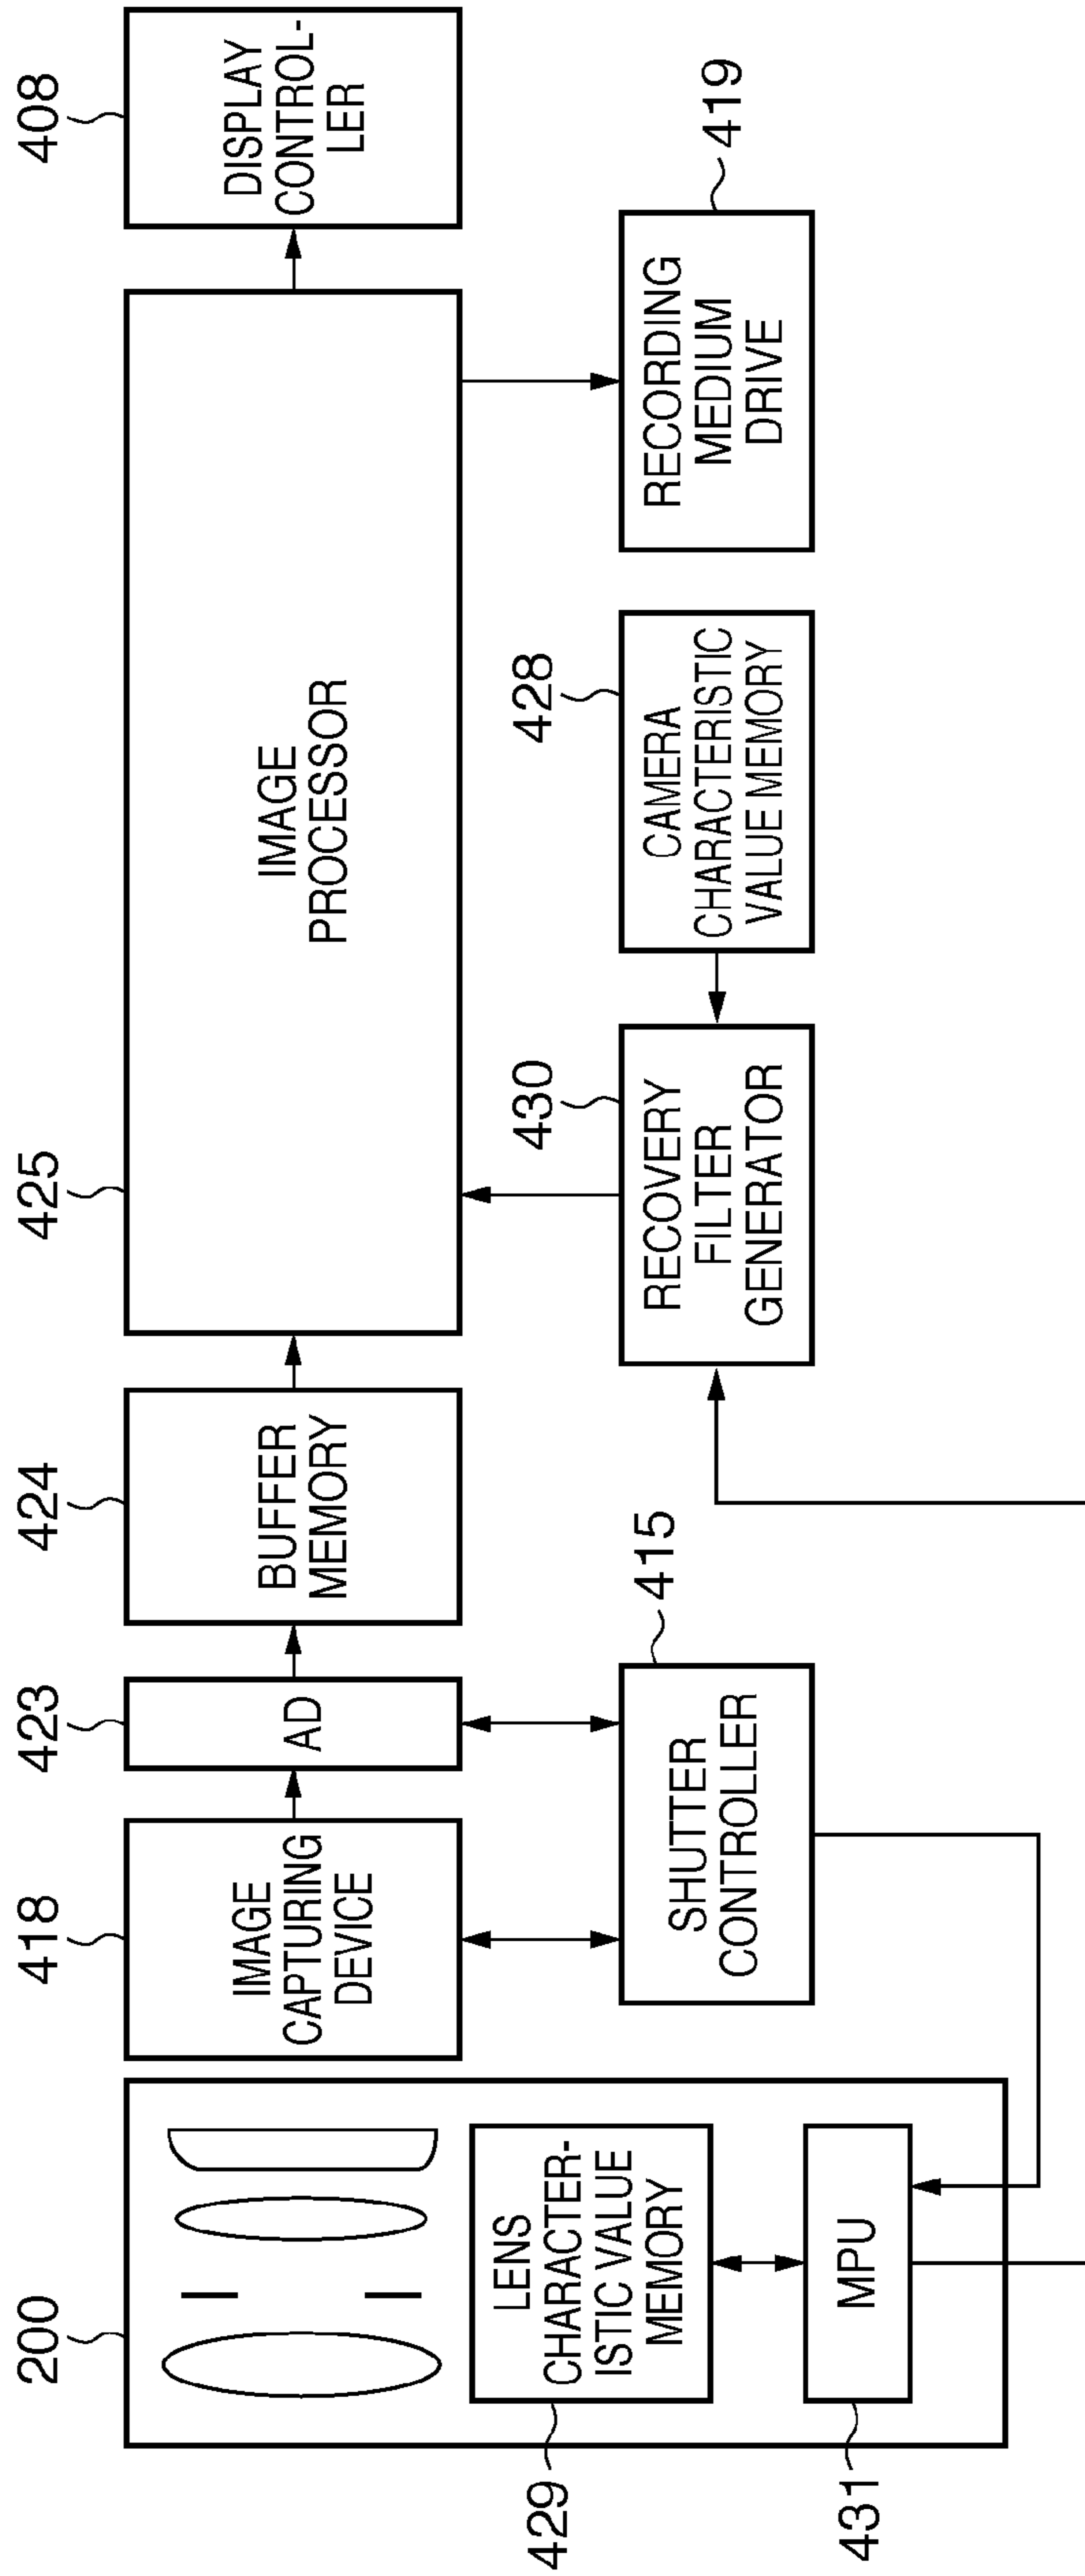 200
418
423
424
425
408
IMAGE
CAPTURING
DEVICE
AD
BUFFER
MEMORY
IMAGE
PROCESSOR
DISPLAY
CONTROL-
LER
429
LENS
CHARACTER-
ISTIC VALUE
MEMORY
431
MPU
415
SHUTTER
CONTROLLER
430
RECOVERY
FILTER
GENERATOR
428
CAMERA
CHARACTERISTIC
VALUE MEMORY
419
RECORDING
MEDIUM
DRIVE